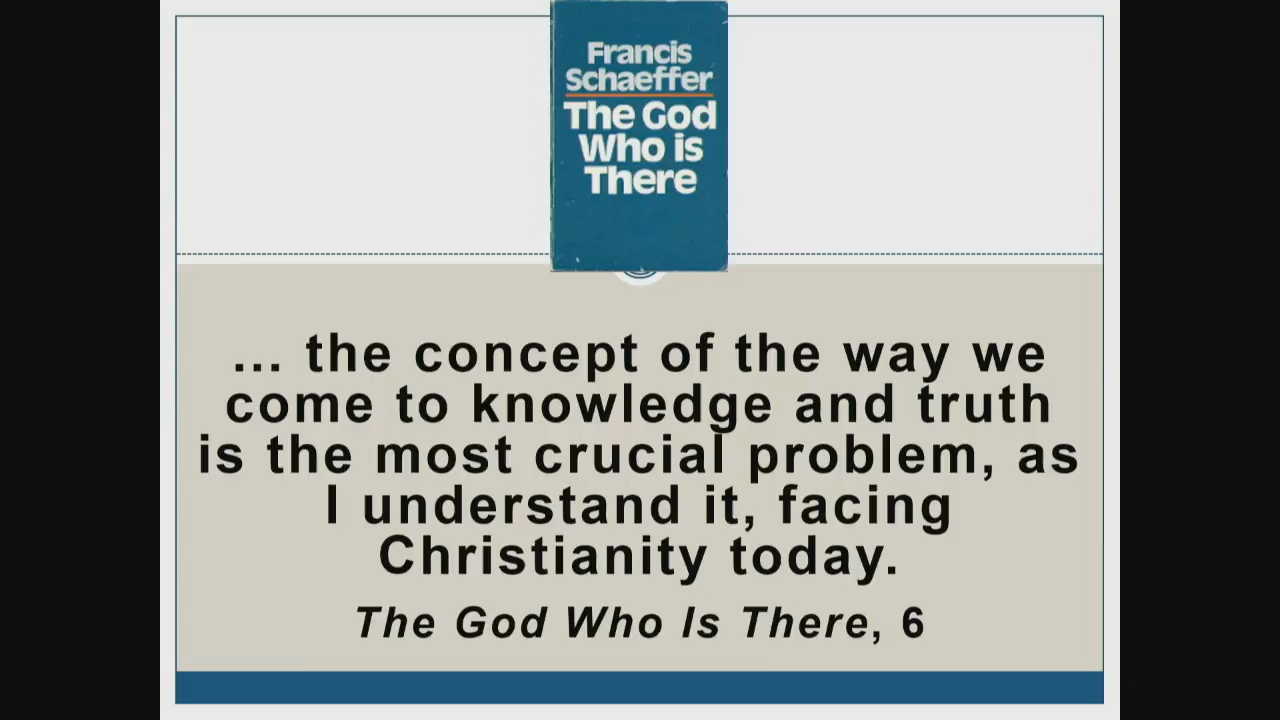 Francis
Schaeffer
The God
Who is
There
... the concept of the way we
come to knowledge and truth
is the most crucial problem, as
I understand it, facing
Christianity today.
The God Who Is There, 6